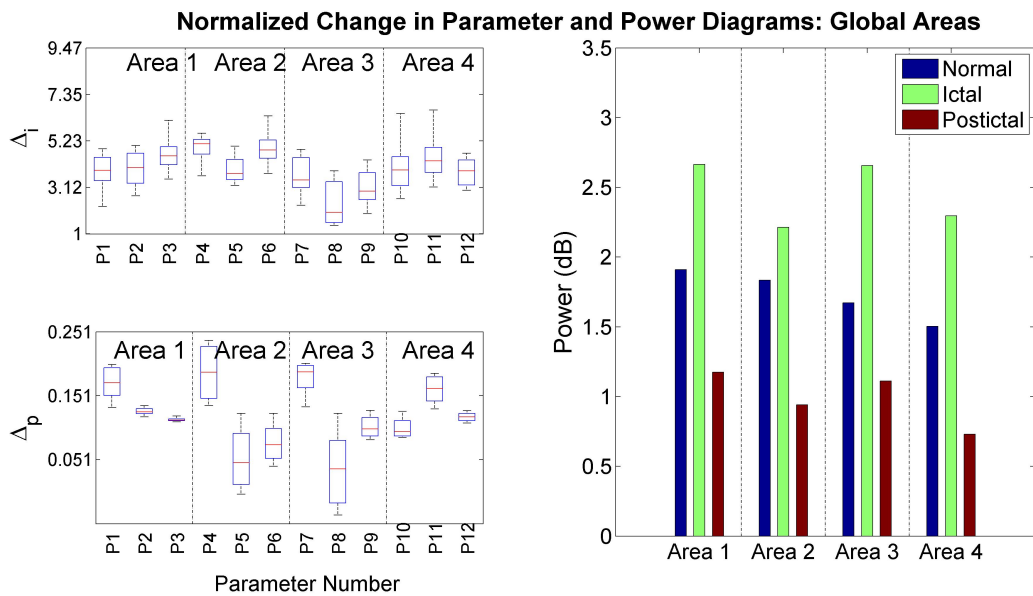 Normalized Change in Parameter and Power Diagrams: Global Areas
9.47
7.35
5.23
3.12
1
Δi
Area 1
Area 2
Area 3
Area 4
P1
P2
P3
P4
P5
P6
P7
P8
P9
P10
P11
P12
0.251
0.151
0.051
Δp
Area 1
Area 2
Area 3
Area 4
P1
P2
P3
P4
P5
P6
P7
P8
P9
P10
P11
P12
Parameter Number
3.5
3
2.5
2
1.5
1
0.5
0
Power (dB)
Normal
Ictal
Postictal
Area 1
Area 2
Area 3
Area 4